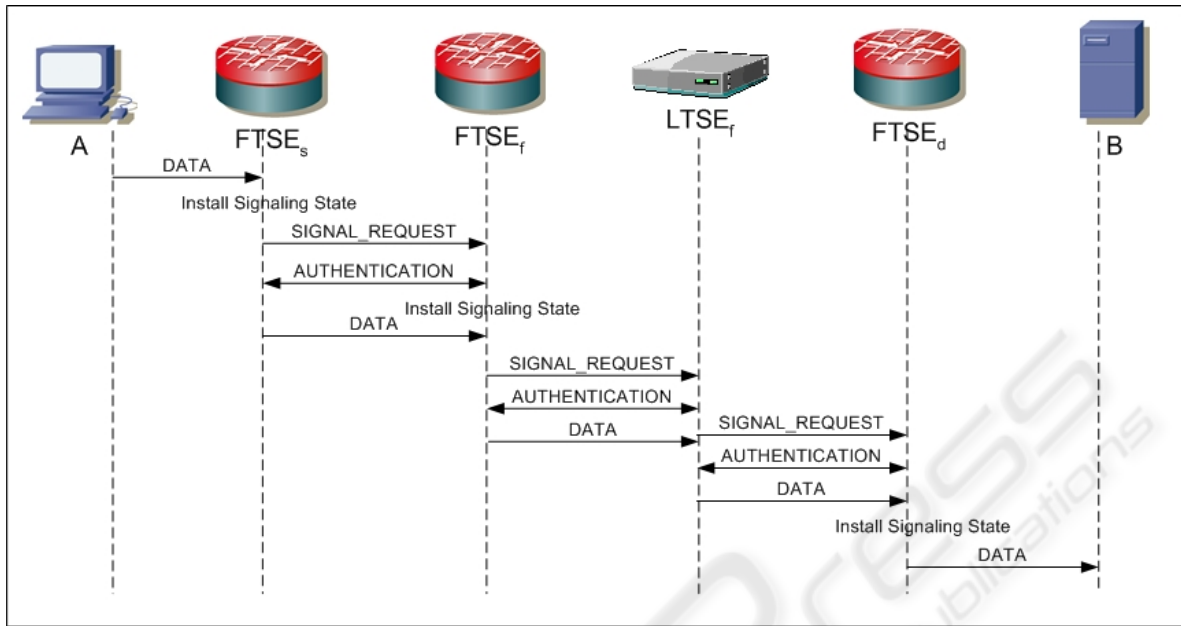 A
FTSEs
FTSEf
LTSEf
FTSEd
B
DATA
Install Signaling State
SIGNAL_REQUEST
AUTHENTICATION
Install Signaling State
DATA
SIGNAL_REQUEST
AUTHENTICATION
DATA
SIGNAL_REQUEST
AUTHENTICATION
DATA
Install Signaling State
DATA